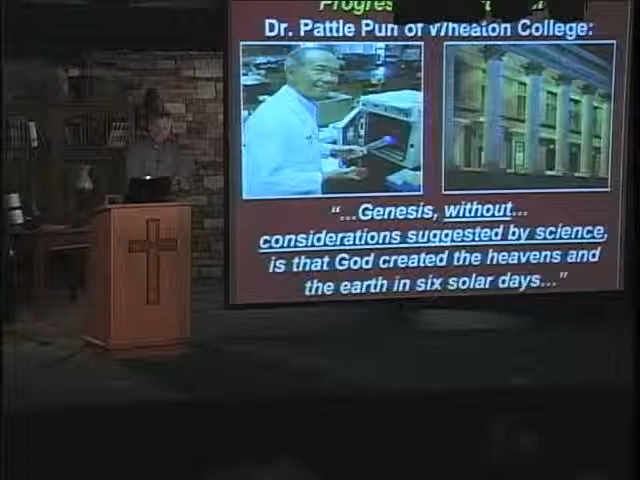 Progres
Dr. Pattle Pun of Wheaton College:
“...Genesis, without...
considerations suggested by science,
is that God created the heavens and
the earth in six solar days...”